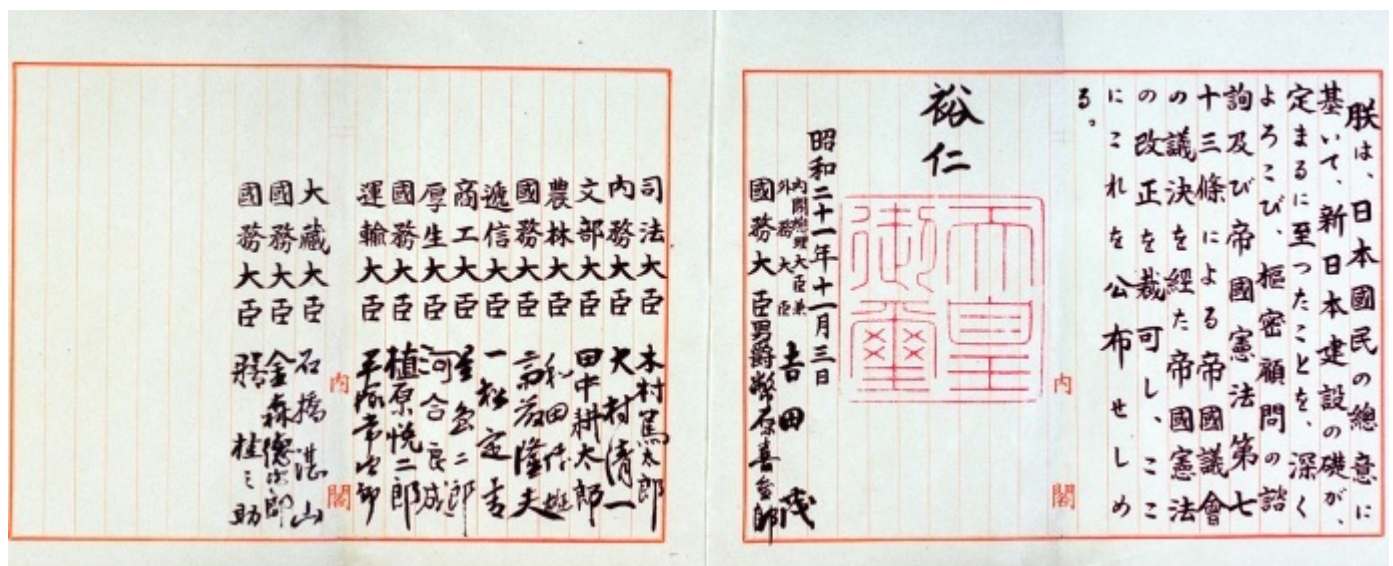 朕は、日本國民の總意に
基いて、新日本建設の礎が、
定まるに至つたことを、深く
よろこび、樞密顧問の諮
詢及び帝國憲法第七
十三條による帝國議會
の議決を經た帝國憲法
の改正を裁可し、ここ
にこれを公布せしめ
る。
裕仁
天皇
御璽
昭和二十一年十一月三日
内閣總理大臣兼
外務大臣 吉田茂
國務大臣 男爵 幣原喜重郎
司法大臣 木村篤太郎
内務大臣 大村清一
文部大臣 田中耕太郎
農林大臣 和田博雄
國務大臣 斎藤隆夫
遞信大臣 一松定吉
商工大臣 星島二郎
厚生大臣 河合良成
國務大臣 植原悦二郎
運輸大臣 平塚常次郎
大藏大臣 石橋湛山
國務大臣 金森德次郎
國務大臣 膳桂之助
内閣
内閣